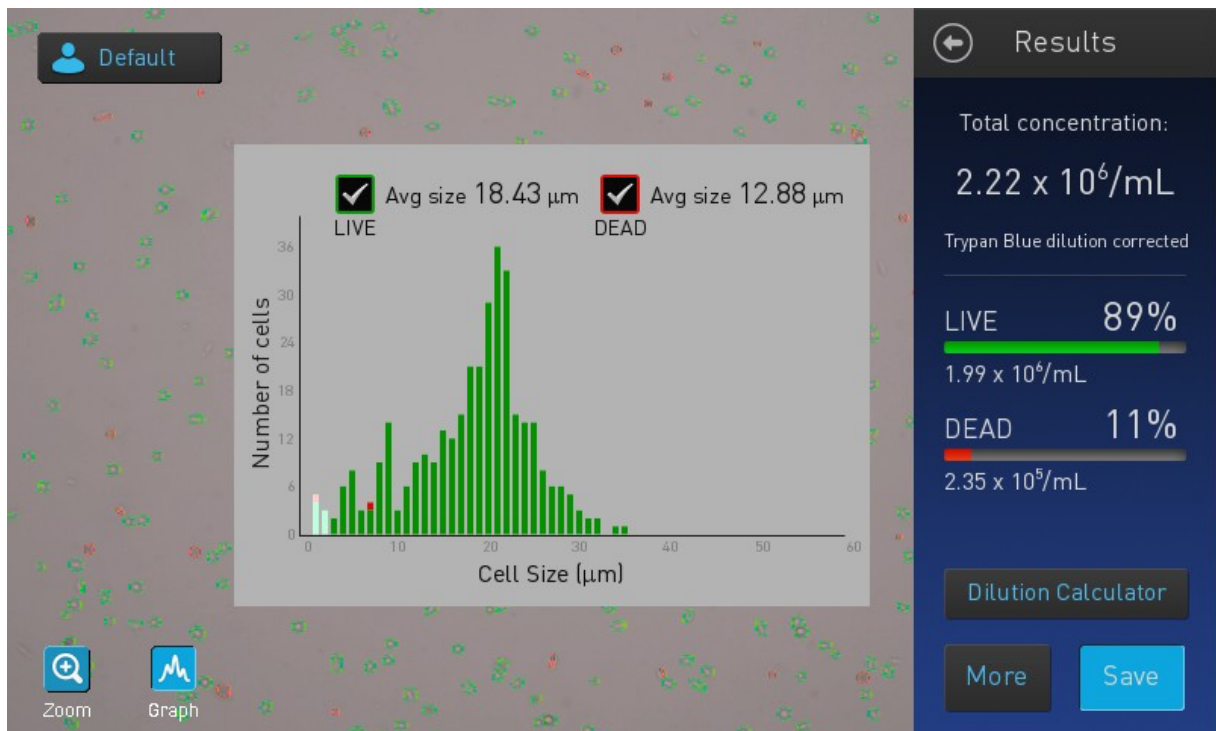 Default
Results
Total concentration:
2.22 x 10⁶/mL
Trypan Blue dilution corrected
LIVE 89%
1.99 x 10⁶/mL
DEAD 11%
2.35 x 10⁵/mL
Dilution Calculator
More
Save
Avg size 18.43 μm
LIVE
Avg size 12.88 μm
DEAD
Number of cells
36
30
24
18
12
6
0
0 10 20 30 40 50 60
Cell Size (μm)
Zoom
Graph